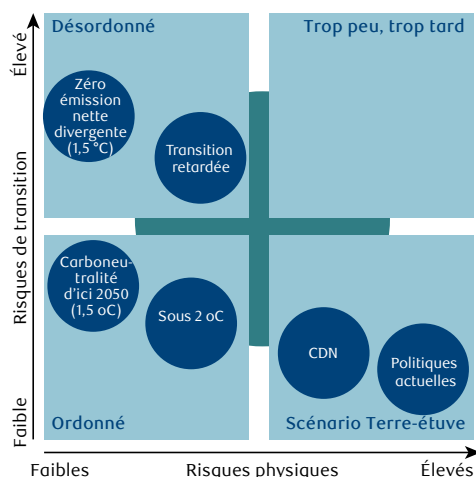 Désordonné
Trop peu, trop tard
Élevé
Zéro
émission
nette
divergente
(1,5 °C)
Transition
retardée
Risques de transition
Carboneu-
tralité
d'ici 2050
(1,5 oC)
Sous 2 oC
CDN
Politiques
actuelles
Faible
Ordonné
Scénario Terre-étuve
Faibles
Risques physiques
Élevés